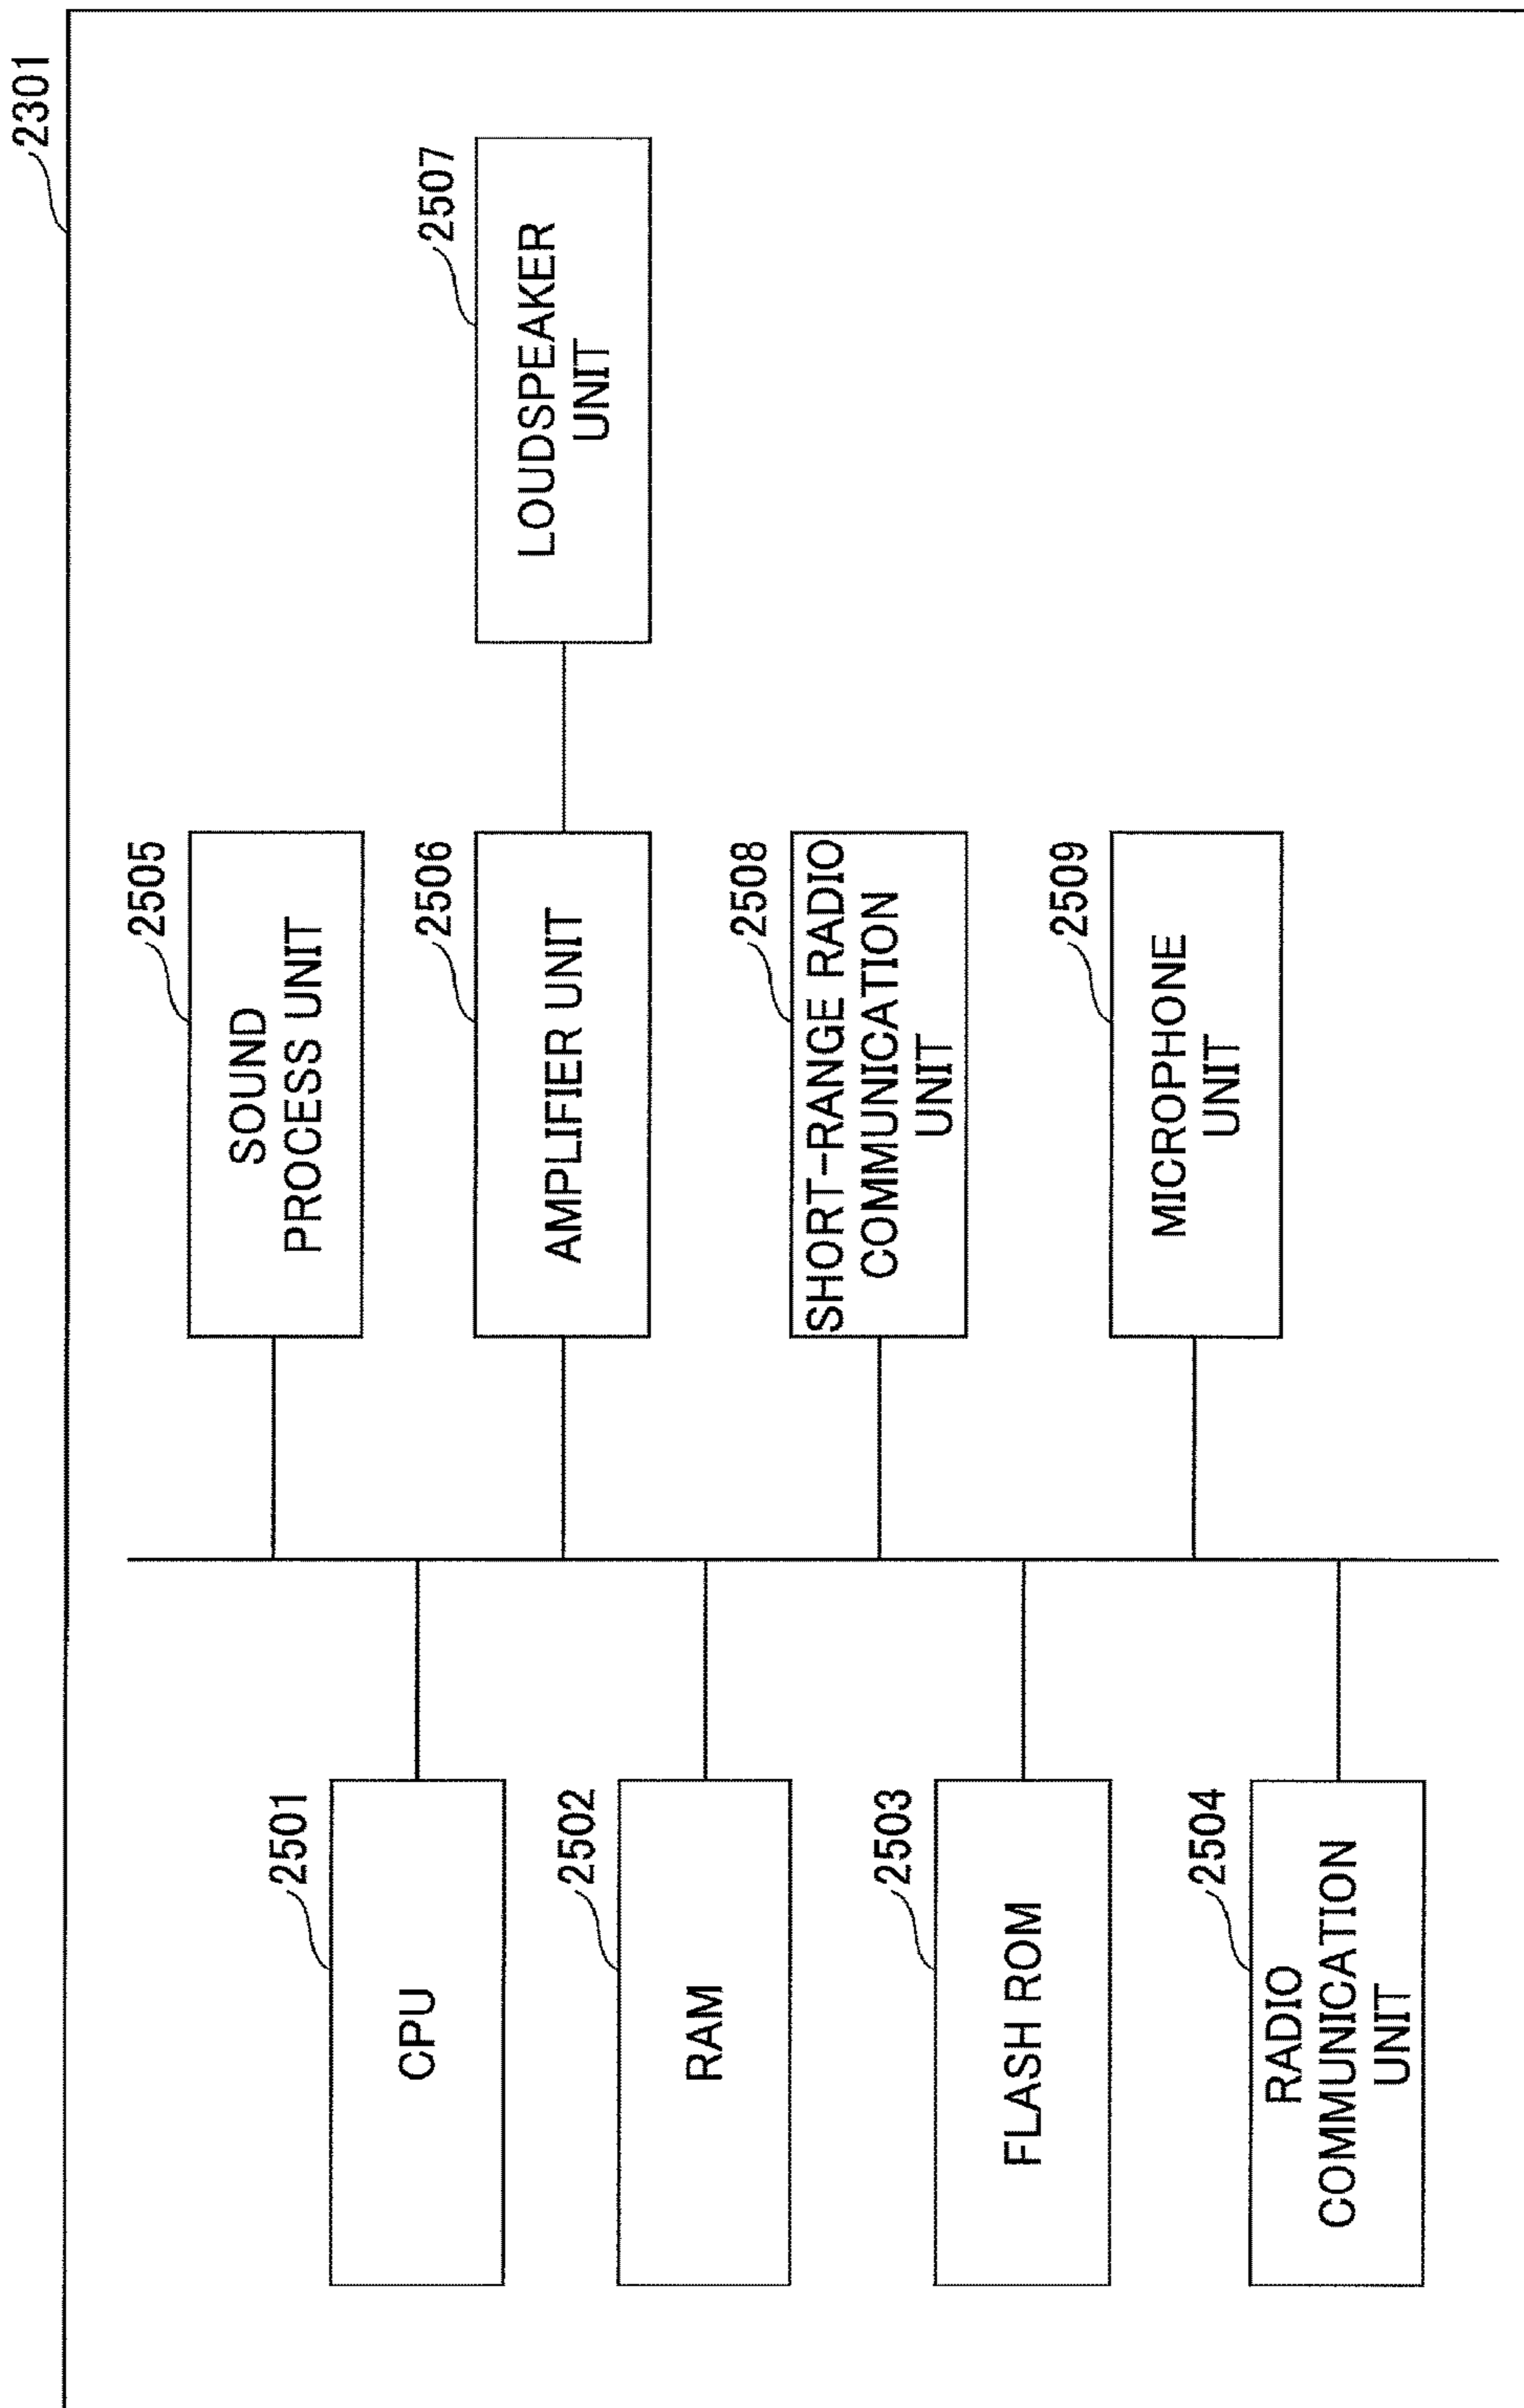 2301
2501
CPU
2502
RAM
2503
FLASH ROM
2504
RADIO
COMMUNICATION
UNIT
2505
SOUND
PROCESS UNIT
2506
AMPLIFIER UNIT
2507
LOUDSPEAKER
UNIT
2508
SHORT-RANGE RADIO
COMMUNICATION
UNIT
2509
MICROPHONE
UNIT